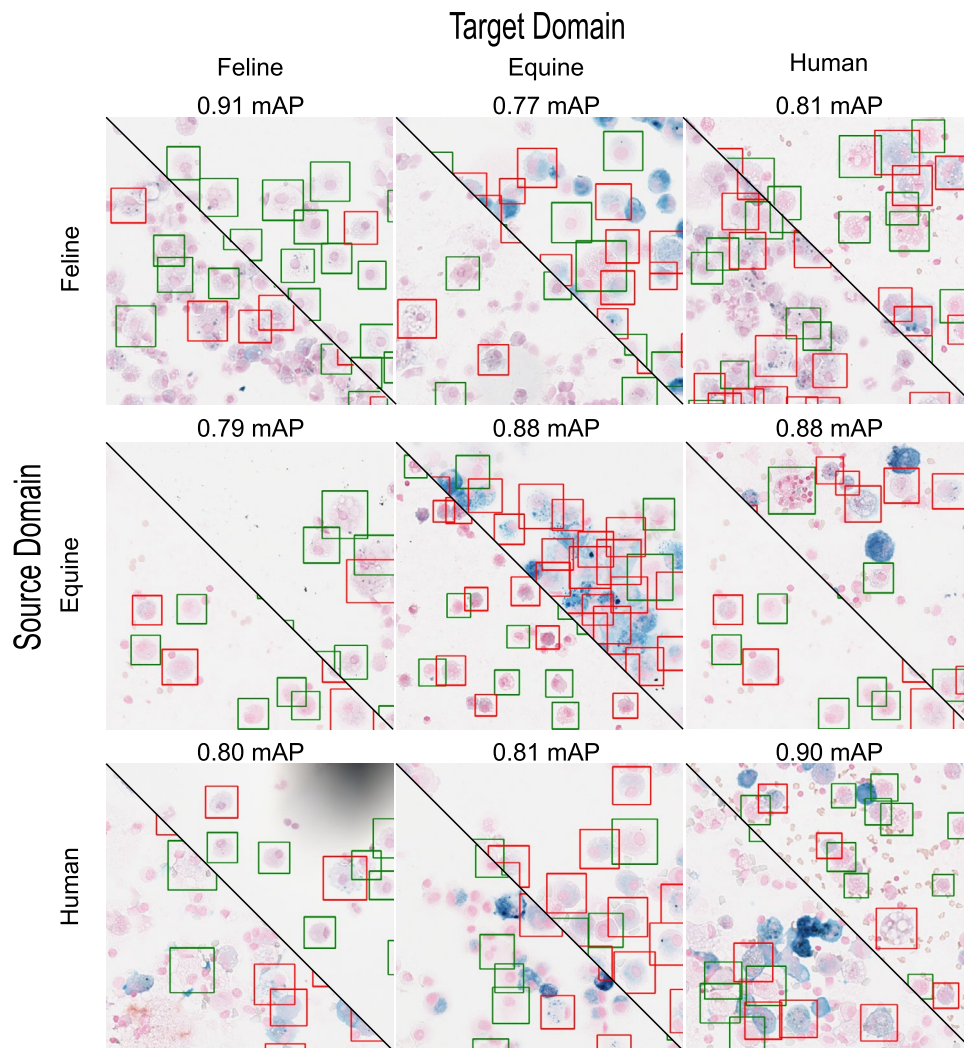 Target Domain
Feline Equine Human
0.91 mAP 0.77 mAP 0.81 mAP
Feline
0.79 mAP 0.88 mAP 0.88 mAP
Source Domain
Equine
0.80 mAP 0.81 mAP 0.90 mAP
Human